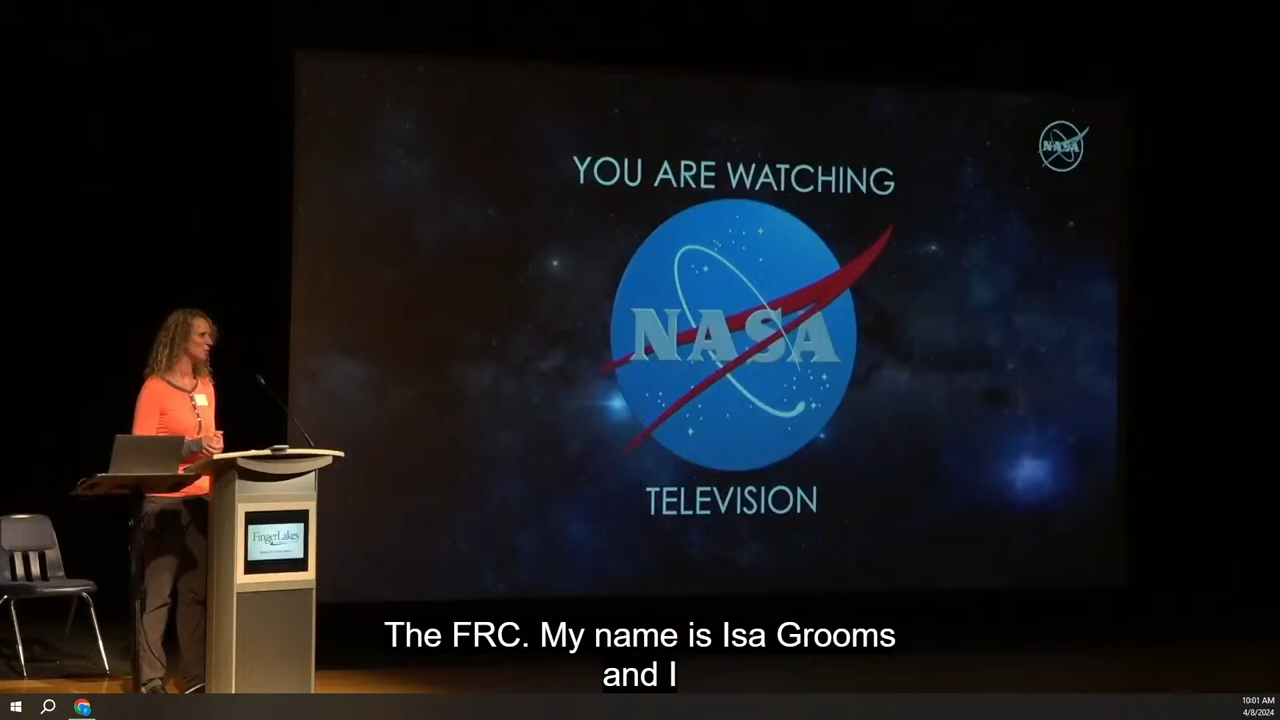 NASA
YOU ARE WATCHING
NASA
TELEVISION
FingerLakes
The FRC. My name is Isa Grooms
and I
10:01 AM
4/8/2024